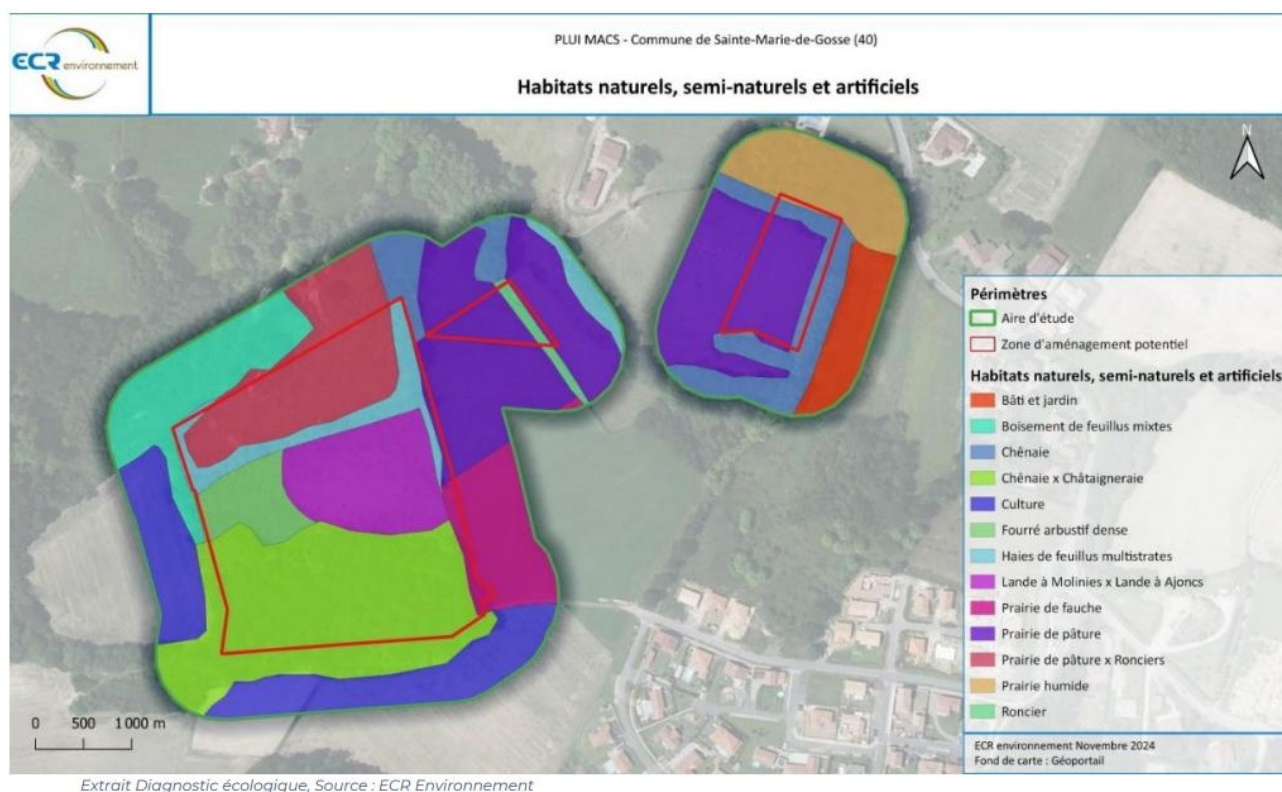 ECR environnement
PLUI MACS - Commune de Sainte-Marie-de-Gosse (40)
Habitats naturels, semi-naturels et artificiels
N
Périmètres
Aire d'étude
Zone d'aménagement potentiel
Habitats naturels, semi-naturels et artificiels
Bâti et jardin
Boisement de feuillus mixtes
Chênaie
Chênaie x Châtaigneraie
Culture
Fourré arbustif dense
Haies de feuillus multistrates
Lande à Molinies x Lande à Ajoncs
Prairie de fauche
Prairie de pâture
Prairie de pâture x Ronciers
Prairie humide
Roncier
0 500 1 000 m
ECR environnement Novembre 2024
Fond de carte : Géoportail
Extrait Diagnostic écologique, Source : ECR Environnement